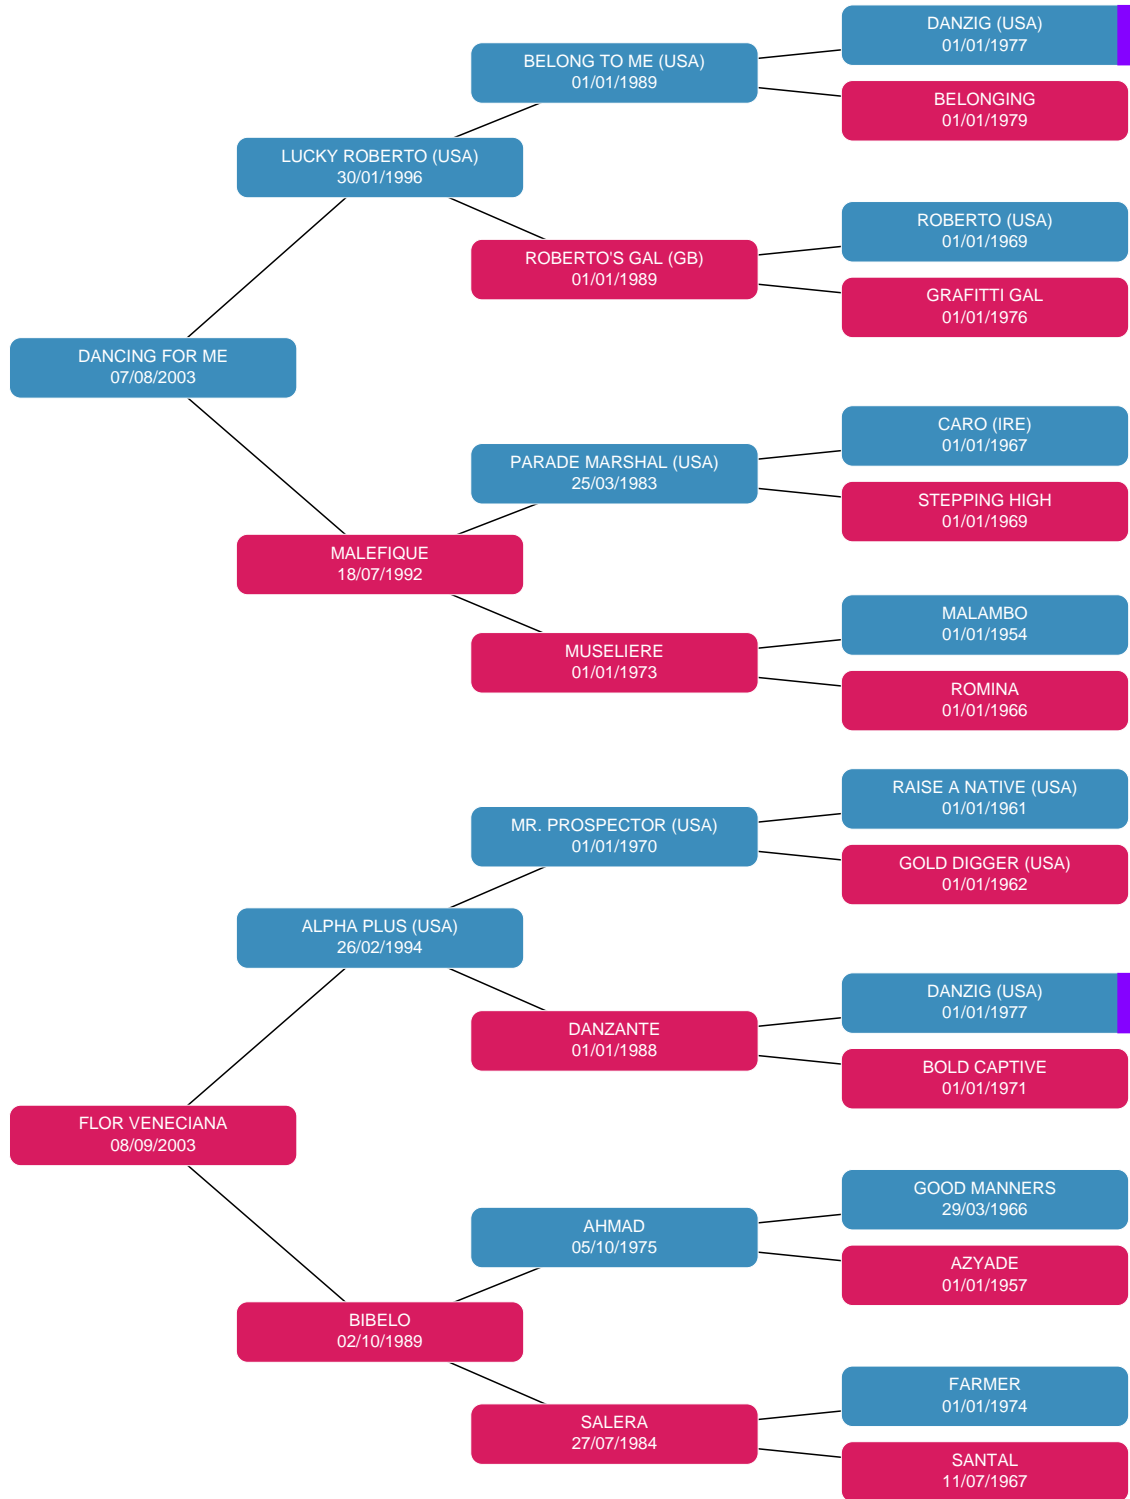 DANZIG (USA)
01/01/1977
BELONG TO ME (USA)
01/01/1989
BELONGING
01/01/1979
LUCKY ROBERTO (USA)
30/01/1996
ROBERTO (USA)
01/01/1969
ROBERTO'S GAL (GB)
01/01/1989
GRAFITTI GAL
01/01/1976
DANCING FOR ME
07/08/2003
CARO (IRE)
01/01/1967
PARADE MARSHAL (USA)
25/03/1983
STEPPING HIGH
01/01/1969
MALEFIQUE
18/07/1992
MALAMBO
01/01/1954
MUSELIERE
01/01/1973
ROMINA
01/01/1966
RAISE A NATIVE (USA)
01/01/1961
MR. PROSPECTOR (USA)
01/01/1970
GOLD DIGGER (USA)
01/01/1962
ALPHA PLUS (USA)
26/02/1994
DANZIG (USA)
01/01/1977
DANZANTE
01/01/1988
BOLD CAPTIVE
01/01/1971
FLOR VENECIANA
08/09/2003
GOOD MANNERS
29/03/1966
AHMAD
05/10/1975
AZYADE
01/01/1957
BIBELO
02/10/1989
FARMER
01/01/1974
SALERA
27/07/1984
SANTAL
11/07/1967